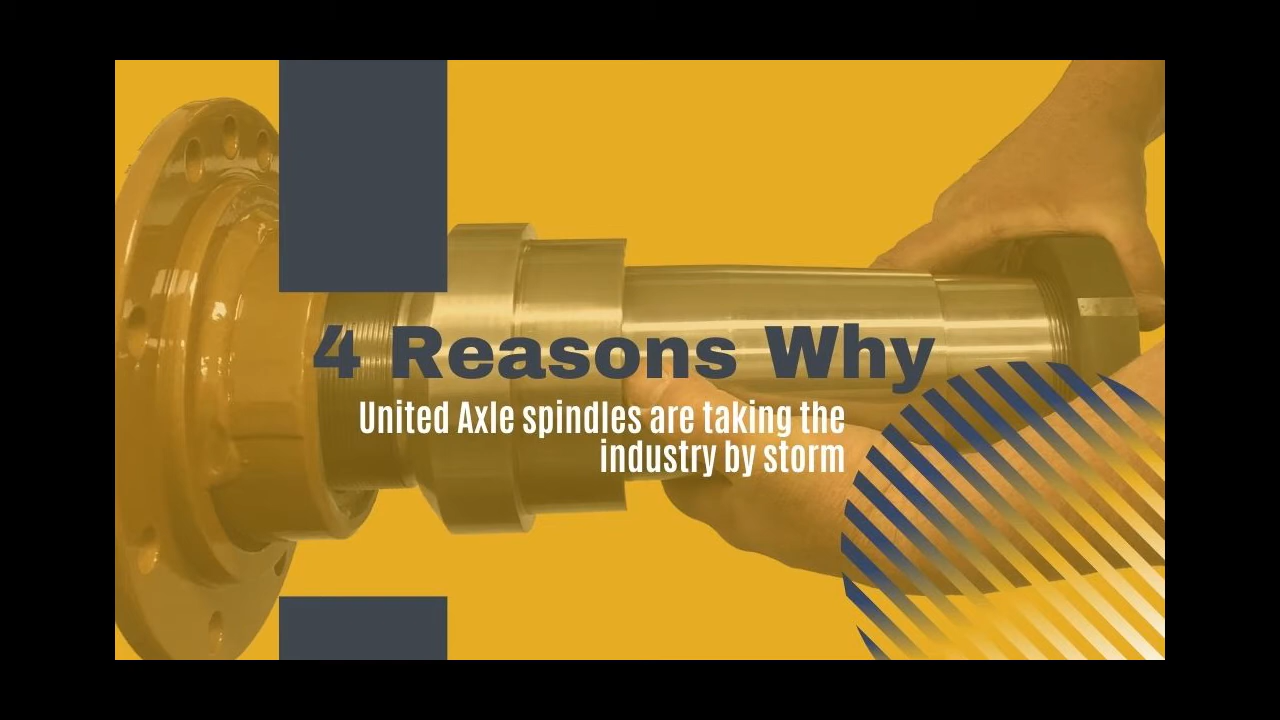 4 Reasons Why
United Axle spindles are taking the
industry by storm